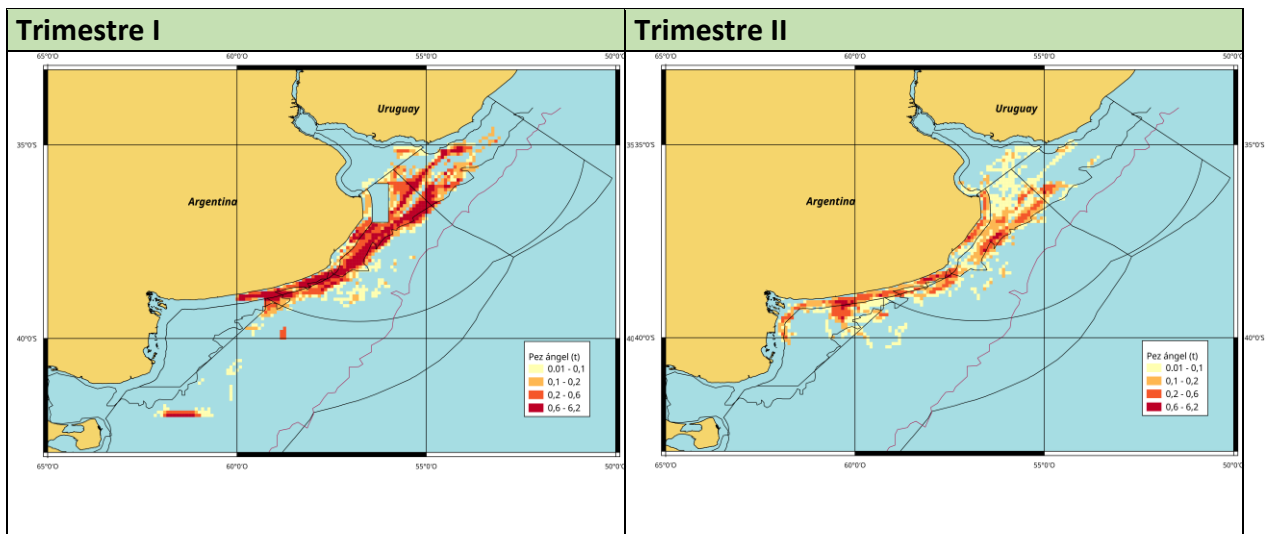 Trimestre I
Trimestre II
65°0'O
60°0'O
55°0'O
50°0'O
65°0'O
60°0'O
55°0'O
50°0'O
Uruguay
Uruguay
35°0'S
35°0'S
35°0'S
Argentina
Argentina
40°0'S
40°0'S
40°0'S
Pez ángel (t)
0.01 - 0,1
0,1 - 0,2
0,2 - 0,6
0,6 - 6,2
Pez ángel (t)
0.01 - 0,1
0,1 - 0,2
0,2 - 0,6
0,6 - 6,2
65°0'O
60°0'O
55°0'O
50°0'O
65°0'O
60°0'O
55°0'O
50°0'O